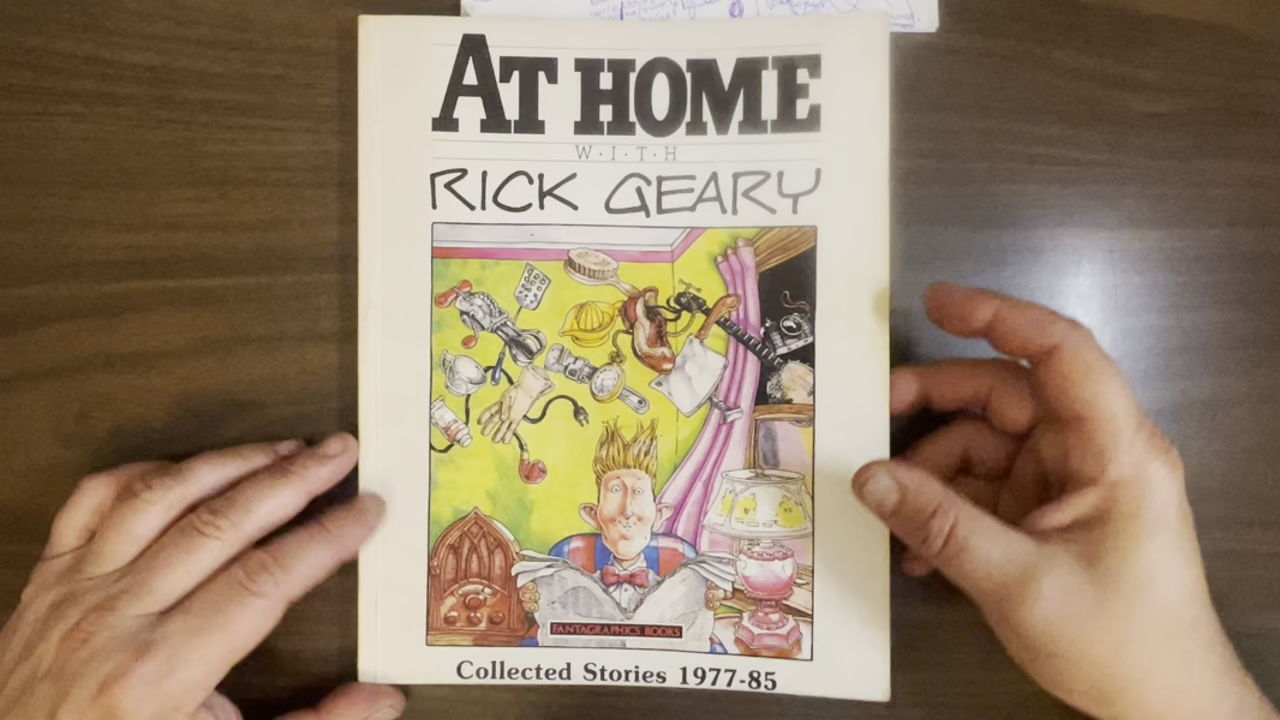 AT HOME
W·I·T·H
RICK GEARY
FANTAGRAPHICS BOOKS
Collected Stories 1977-85